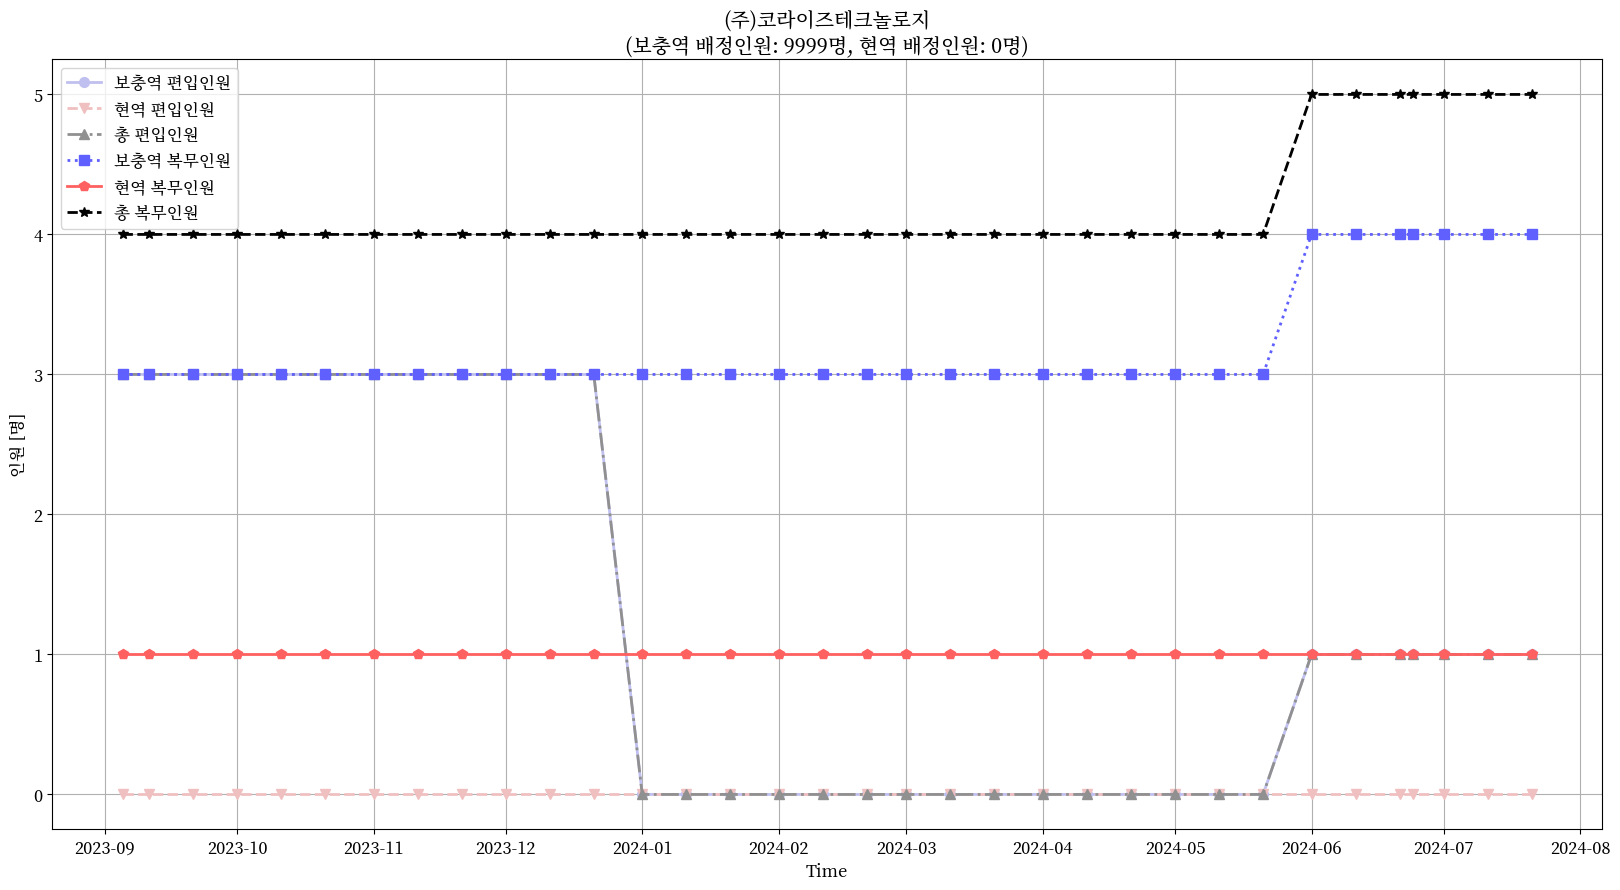 (주)코라이즈테크놀로지
(보충역 배정인원: 9999명, 현역 배정인원: 0명)
보충역 편입인원
현역 편입인원
총 편입인원
보충역 복무인원
현역 복무인원
총 복무인원
인원 [명]
5
4
3
2
1
0
2023-09 2023-10 2023-11 2023-12 2024-01 2024-02 2024-03 2024-04 2024-05 2024-06 2024-07 2024-08
Time